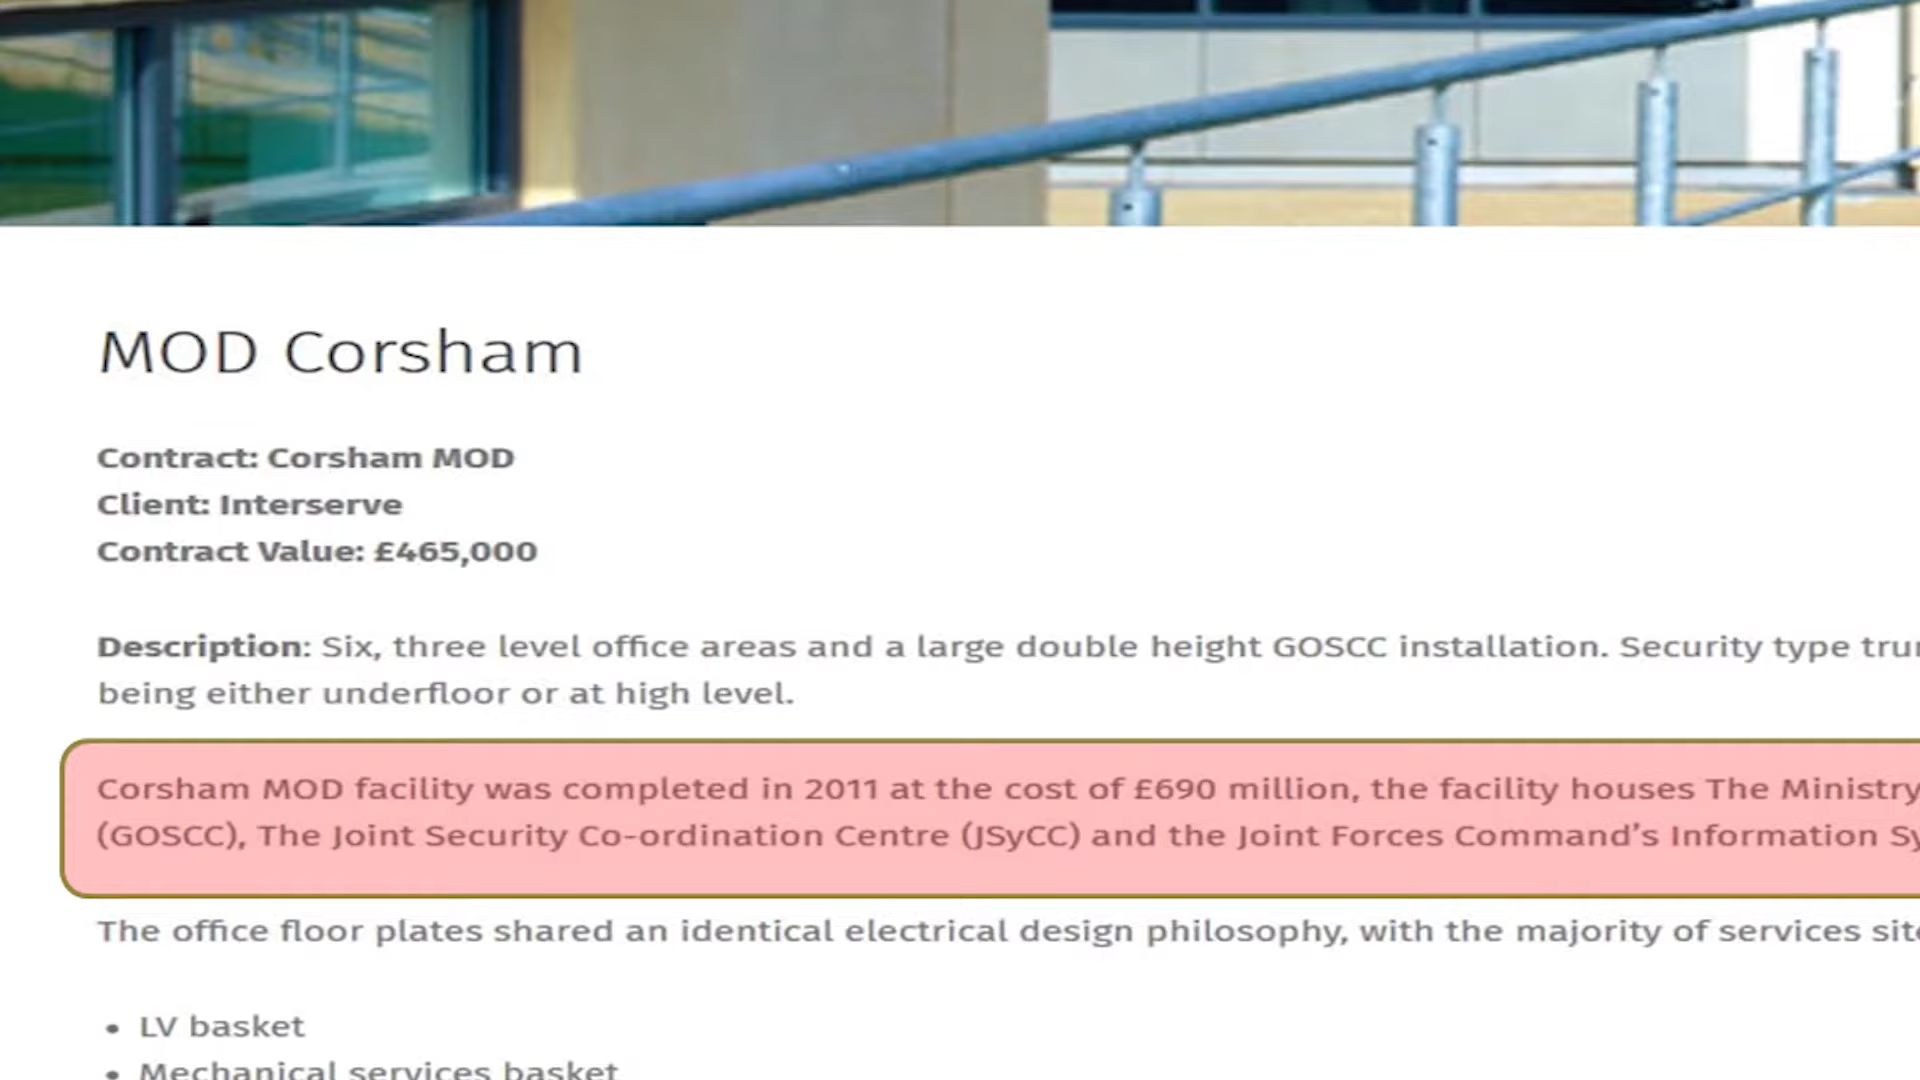 MOD Corsham
Contract: Corsham MOD
Client: Interserve
Contract Value: £465,000
Description: Six, three level office areas and a large double height GOSCC installation. Security type
being either underfloor or at high level.
Corsham MOD facility was completed in 2011 at the cost of £690 million, the facility houses The Ministry
(GOSCC), The Joint Security Co-ordination Centre (JSyCC) and the Joint Forces Command’s Information
The office floor plates shared an identical electrical design philosophy, with the majority of services
• LV basket
• Mechanical services basket